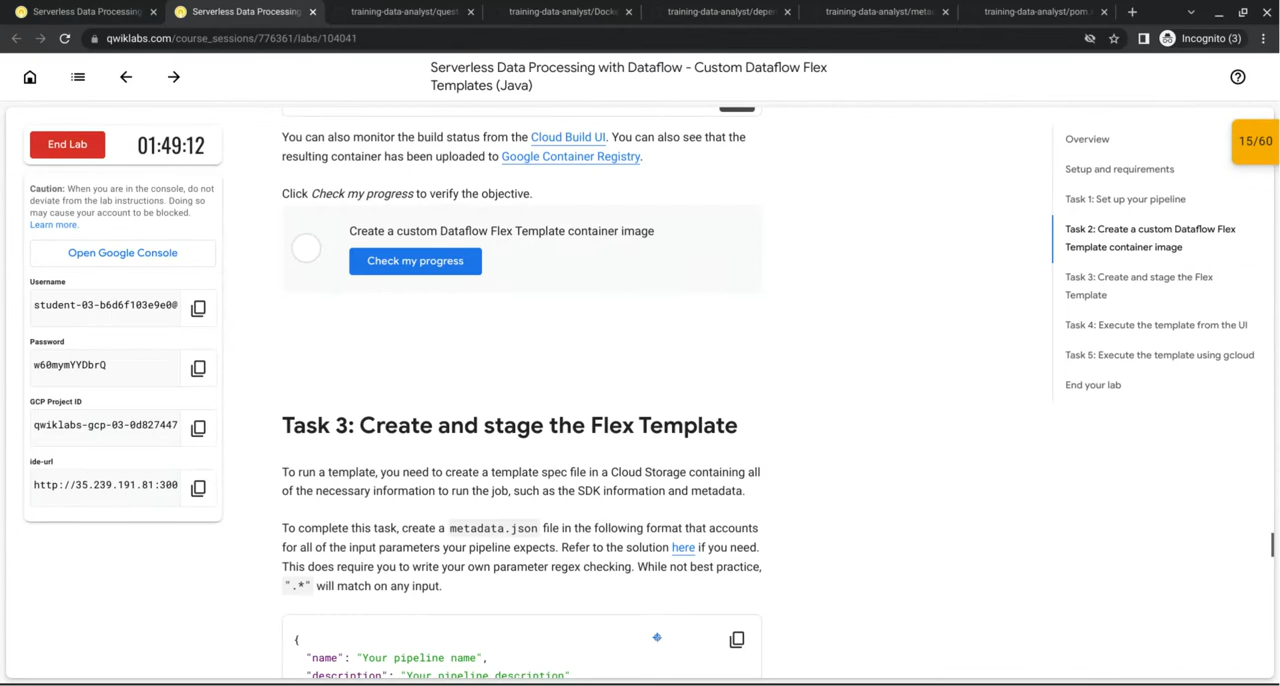 Serverless Data Processing
Serverless Data Processing
training-data-analyst/quest
training-data-analyst/Docke
training-data-analyst/depen
training-data-analyst/meta
training-data-analyst/pom.
qwiklabs.com/course_sessions/776361/labs/104041
Incognito (3)
Serverless Data Processing with Dataflow - Custom Dataflow Flex
Templates (Java)
End Lab
01:49:12
Caution: When you are in the console, do not
deviate from the lab instructions. Doing so
may cause your account to be blocked.
Learn more.
Open Google Console
Username
student-03-b6d6f103e9e0@
Password
w60mymYYDbrQ
GCP Project ID
qwiklabs-gcp-03-0d827447
ide-url
http://35.239.191.81:300
You can also monitor the build status from the Cloud Build UI. You can also see that the
resulting container has been uploaded to Google Container Registry.
Click Check my progress to verify the objective.
Create a custom Dataflow Flex Template container image
Check my progress
Task 3: Create and stage the Flex Template
To run a template, you need to create a template spec file in a Cloud Storage containing all
of the necessary information to run the job, such as the SDK information and metadata.
To complete this task, create a metadata.json file in the following format that accounts
for all of the input parameters your pipeline expects. Refer to the solution here if you need.
This does require you to write your own parameter regex checking. While not best practice,
".*" will match on any input.
{
"name": "Your pipeline name",
"description": "Your pipeline description"
Overview
Setup and requirements
Task 1: Set up your pipeline
Task 2: Create a custom Dataflow Flex
Template container image
Task 3: Create and stage the Flex
Template
Task 4: Execute the template from the UI
Task 5: Execute the template using gcloud
End your lab
15/60